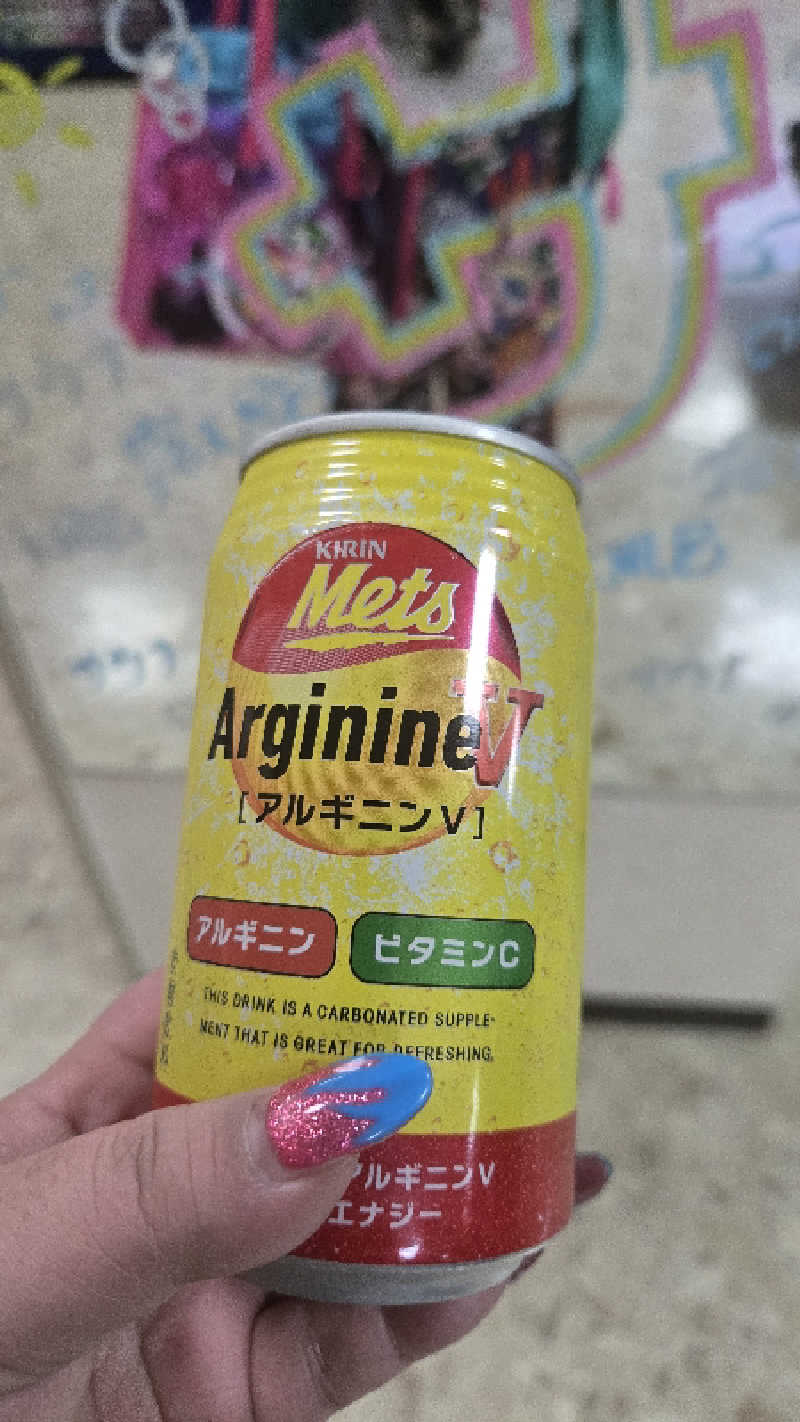 KIRIN
Mets
Arginine V
[アルギニンV]
アルギニン
ビタミンC
THIS DRINK IS A CARBONATED SUPPLE-
MENT THAT IS GREAT FOR REFRESHING.
アルギニンV
エナジー